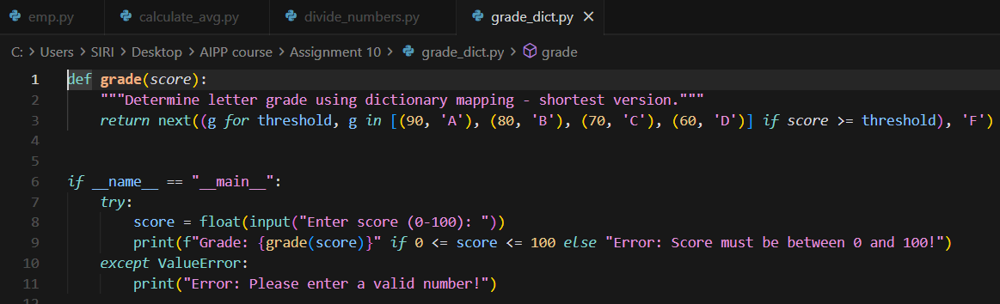 emp.py calculate_avg.py divide_numbers.py grade_dict.py ×
C: > Users > SIRI > Desktop > AIPP course > Assignment 10 > grade_dict.py > grade
1 def grade(score):
2     """Determine letter grade using dictionary mapping - shortest version."""
3     return next((g for threshold, g in [(90, 'A'), (80, 'B'), (70, 'C'), (60, 'D')] if score >= threshold), 'F')
4
5
6 if __name__ == "__main__":
7     try:
8         score = float(input("Enter score (0-100): "))
9         print(f"Grade: {grade(score)}" if 0 <= score <= 100 else "Error: Score must be between 0 and 100!")
10     except ValueError:
11         print("Error: Please enter a valid number!")
12